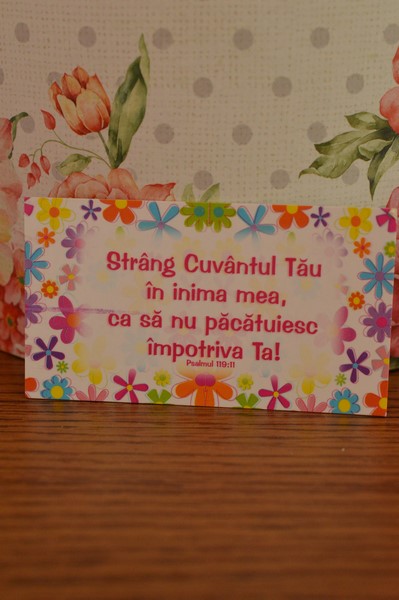 Strâng Cuvântul Tău
în inima mea,
ca să nu păcătuiesc
împotriva Ta!
Psalmul 119:11